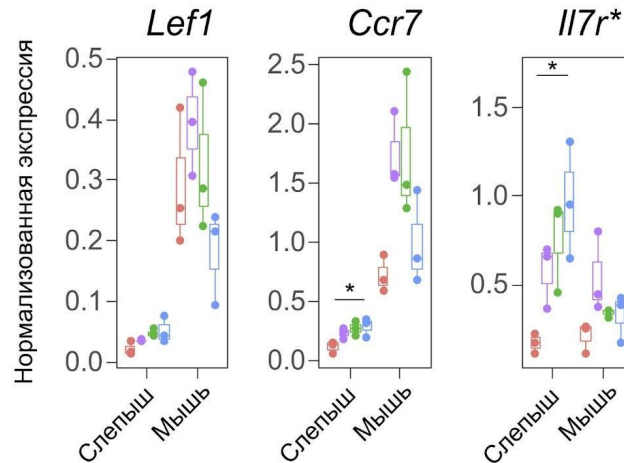 Lef1 Ccr7 Il7r*
Нормализованная экспрессия
0.5
0.4
0.3
0.2
0.1
0.0
Слепыш
Мышь
2.5
2.0
1.5
1.0
0.5
0.0
*
Слепыш
Мышь
1.5
1.0
0.5
*
Слепыш
Мышь